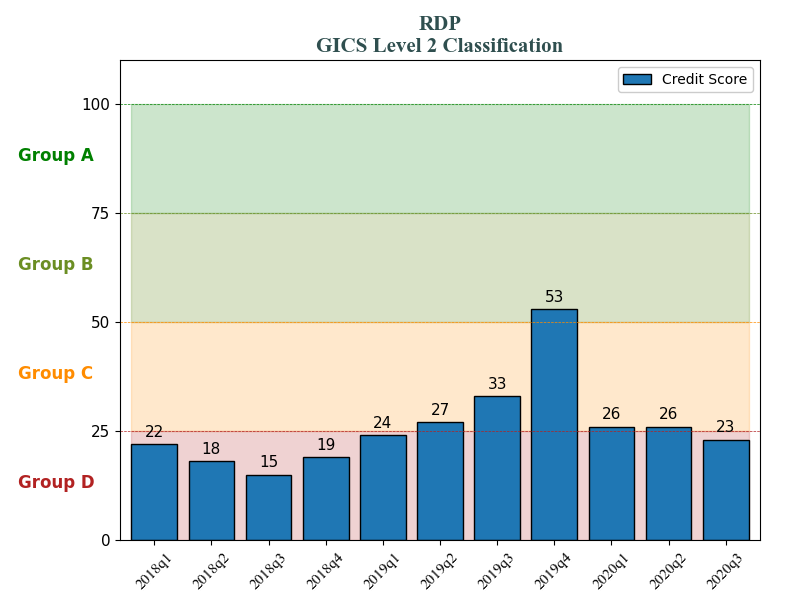 RDP
GICS Level 2 Classification
Credit Score
100
Group A
75
Group B
50
Group C
25
Group D
0
22
18
15
19
24
27
33
53
26
26
23
2018q1
2018q2
2018q3
2018q4
2019q1
2019q2
2019q3
2019q4
2020q1
2020q2
2020q3